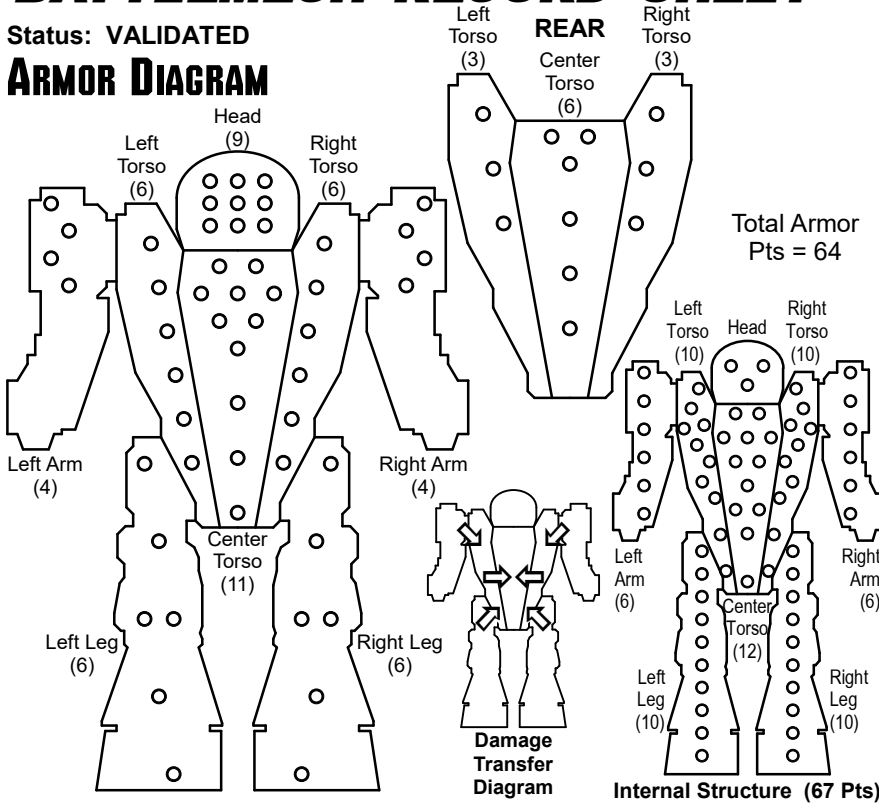 BATTLEMECH RECORD SHEET
Status: VALIDATED
ARMOR DIAGRAM
Head
(9)
Left
Torso
(6)
Right
Torso
(6)
Left Arm
(4)
Right Arm
(4)
Center
Torso
(11)
Left Leg
(6)
Right Leg
(6)
REAR
Left
Torso
(3)
Center
Torso
(6)
Right
Torso
(3)
Total Armor
Pts = 64
Damage
Transfer
Diagram
Left
Torso
(10)
Head
Right
Torso
(10)
Left
Arm
(6)
Right
Arm
(6)
Center
Torso
(12)
Left
Leg
(10)
Right
Leg
(10)
Internal Structure (67 Pts)